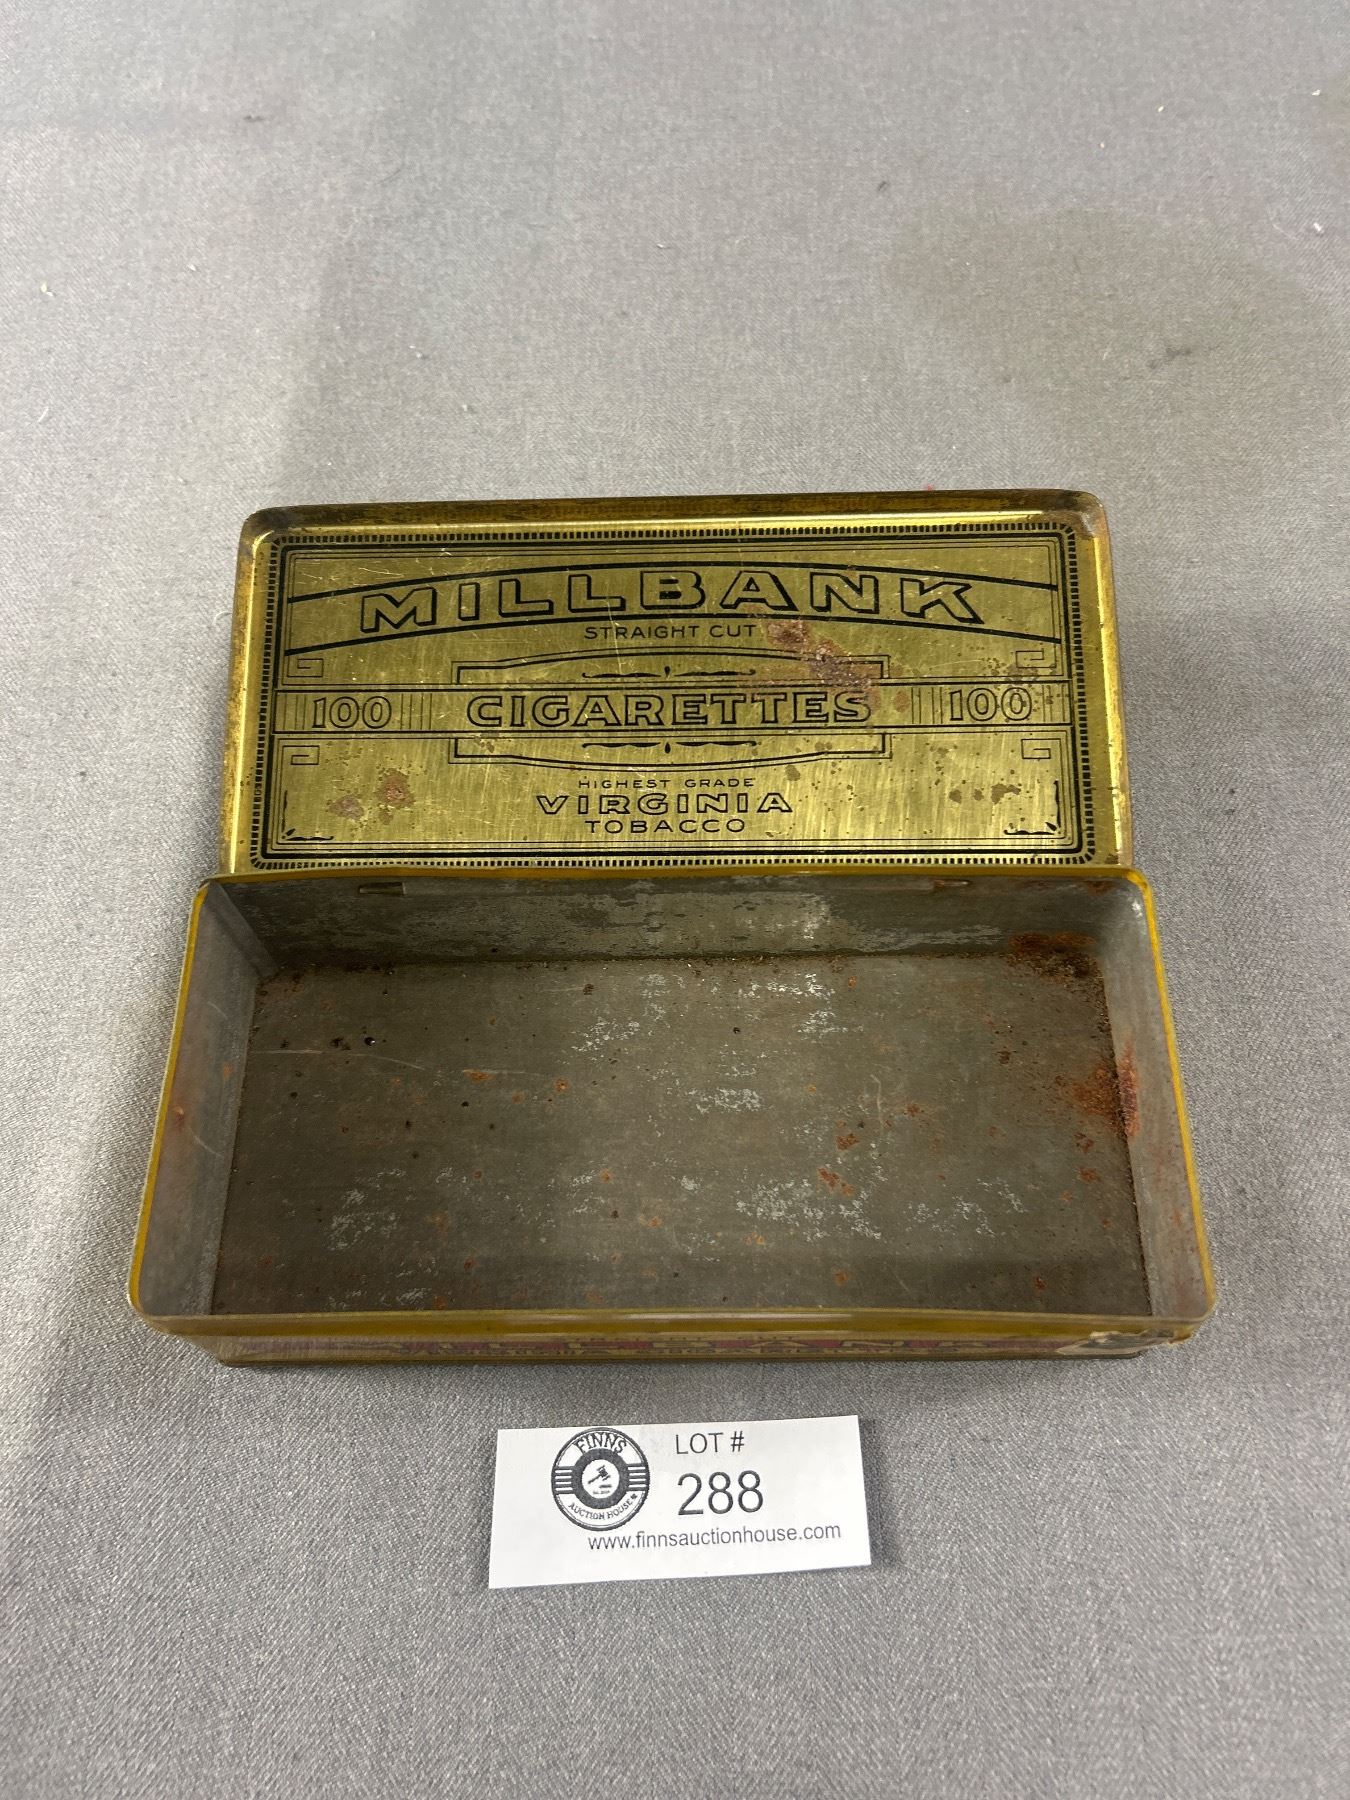 MILLBANK
STRAIGHT CUT
100 CIGARETTES 100
HIGHEST GRADE
VIRGINIA
TOBACCO
FINNS
AUCTION HOUSE
LOT #
288
www.finnsauctionhouse.com